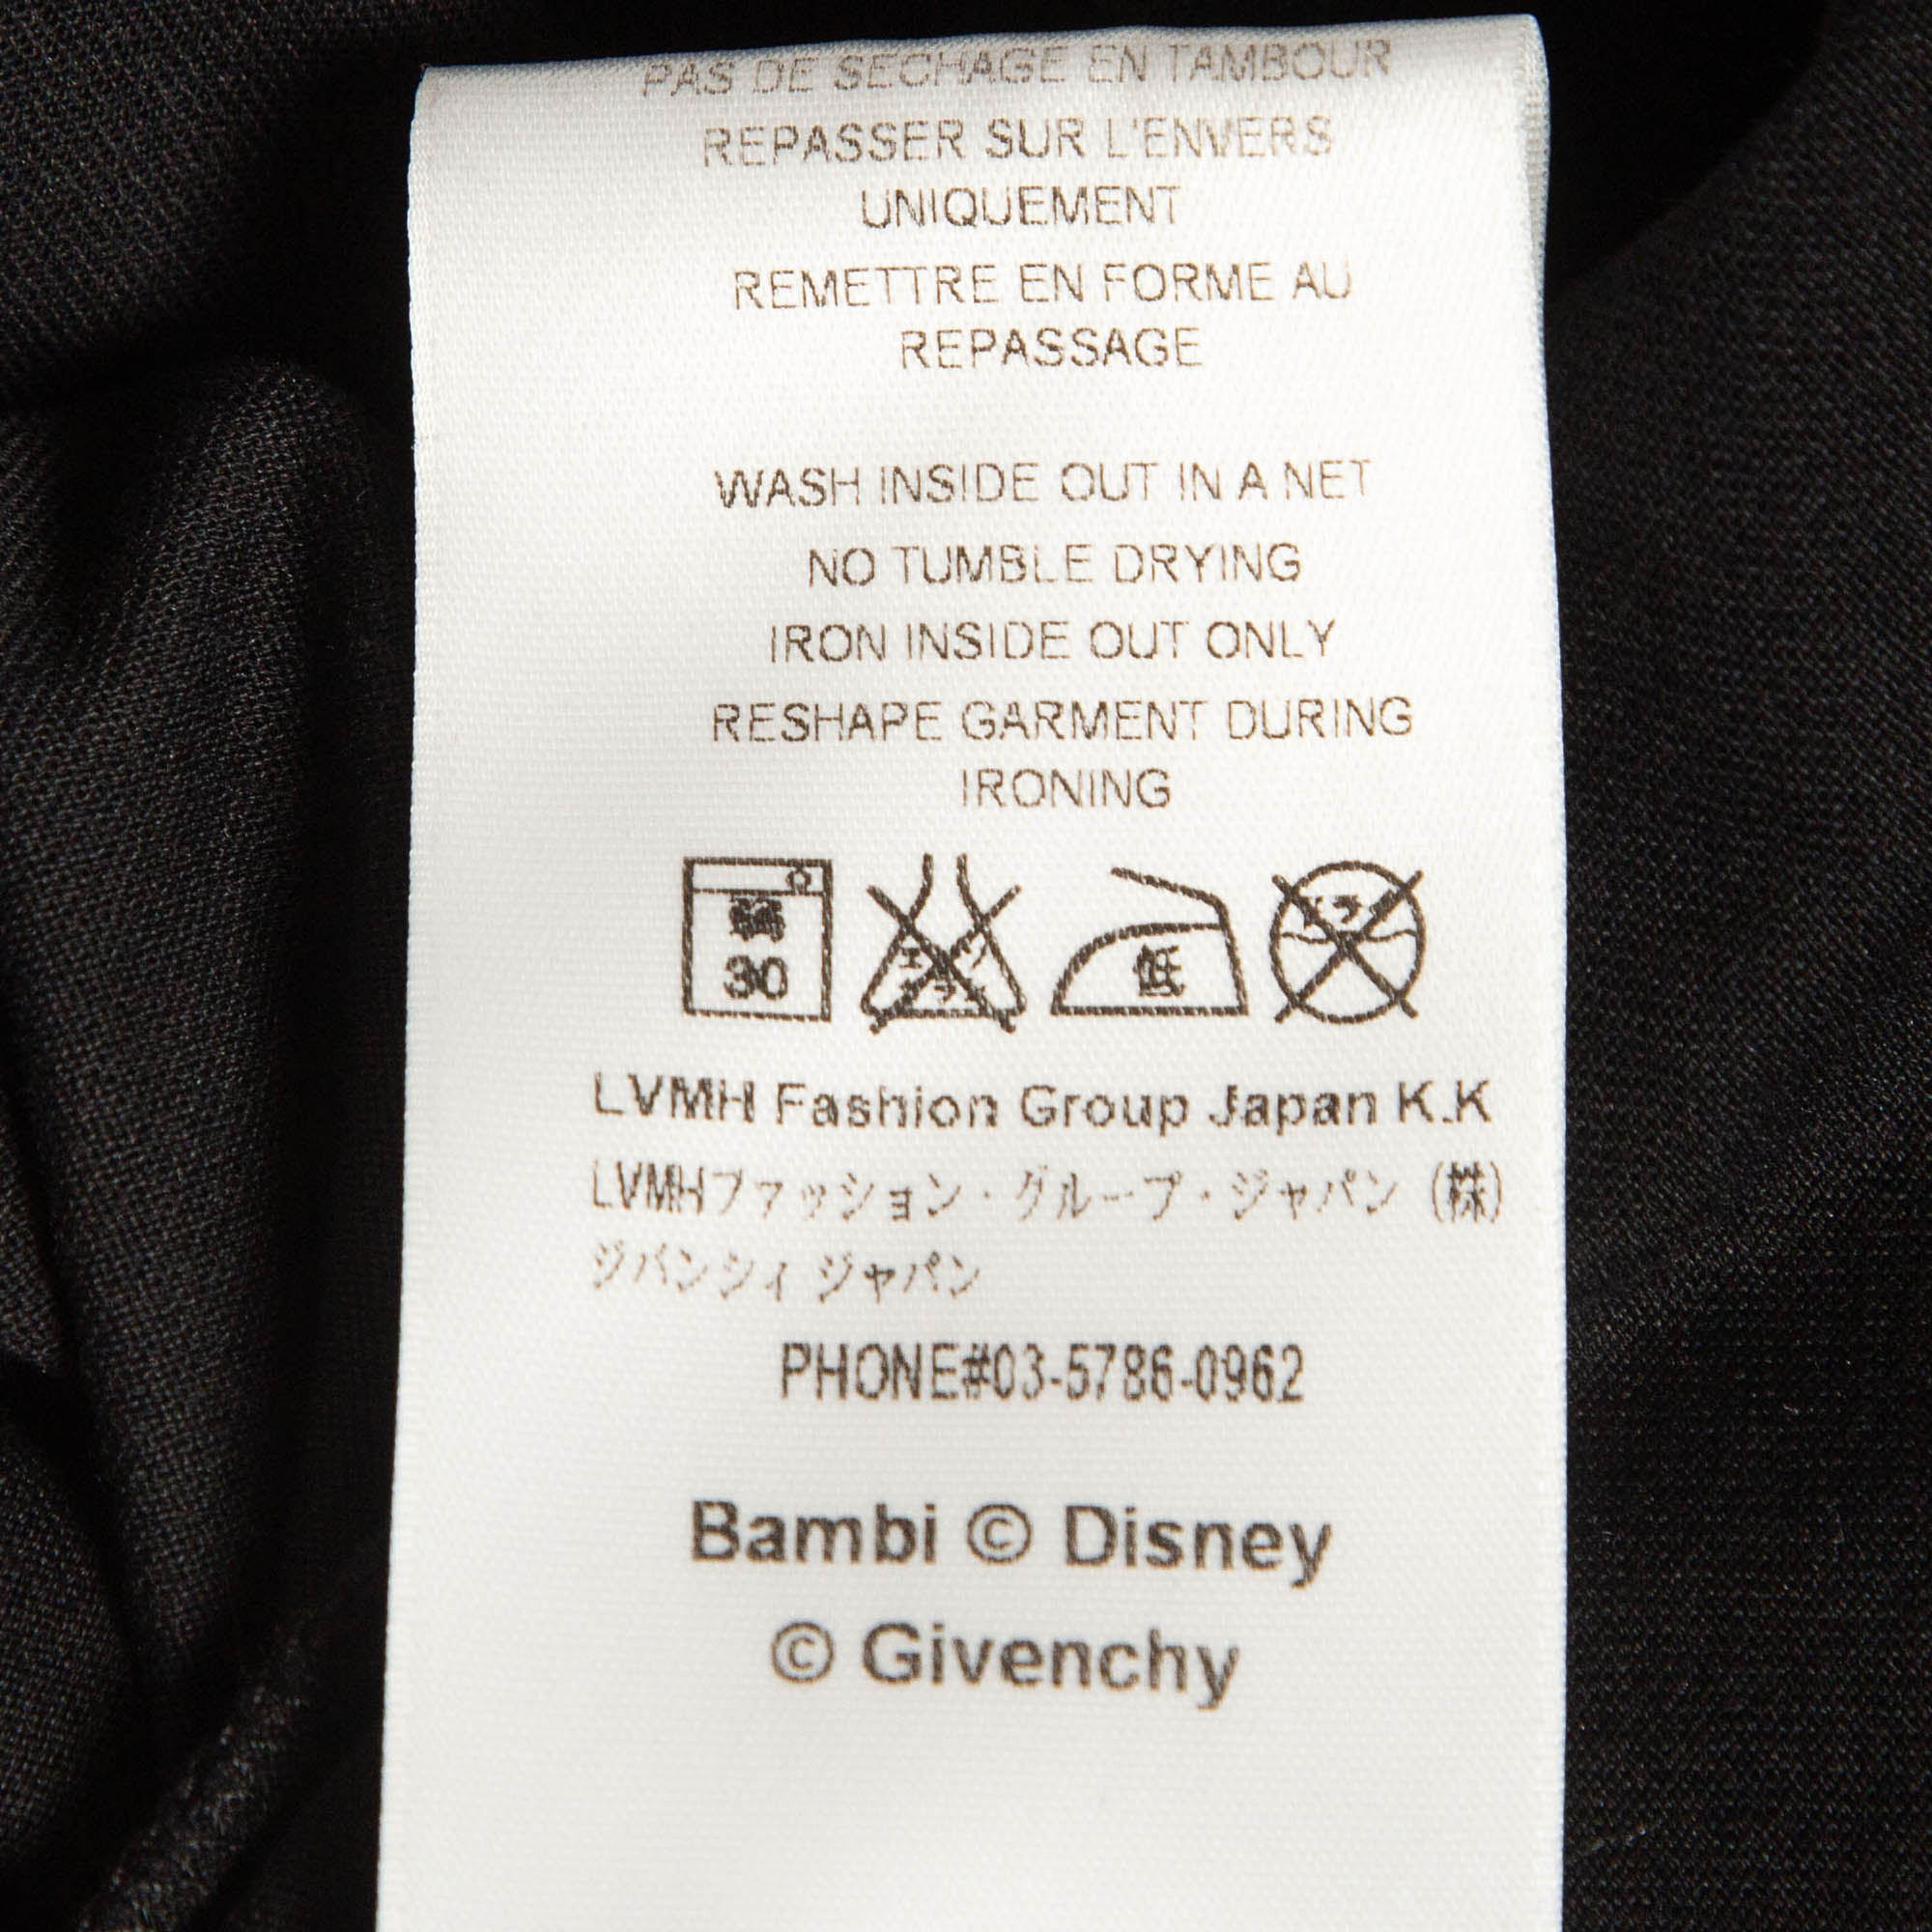 PAS DE SECHAGE EN TAMBOUR
REPASSER SUR L'ENVERS
UNIQUEMENT
REMETTRE EN FORME AU
REPASSAGE
WASH INSIDE OUT IN A NET
NO TUMBLE DRYING
IRON INSIDE OUT ONLY
RESHAPE GARMENT DURING
IRONING
30 低
LVMH Fashion Group Japan K.K
LVMHファッション・グループ・ジャパン (株)
ジバンシィ ジャパン
PHONE#03-5786-0962
Bambi © Disney
© Givenchy